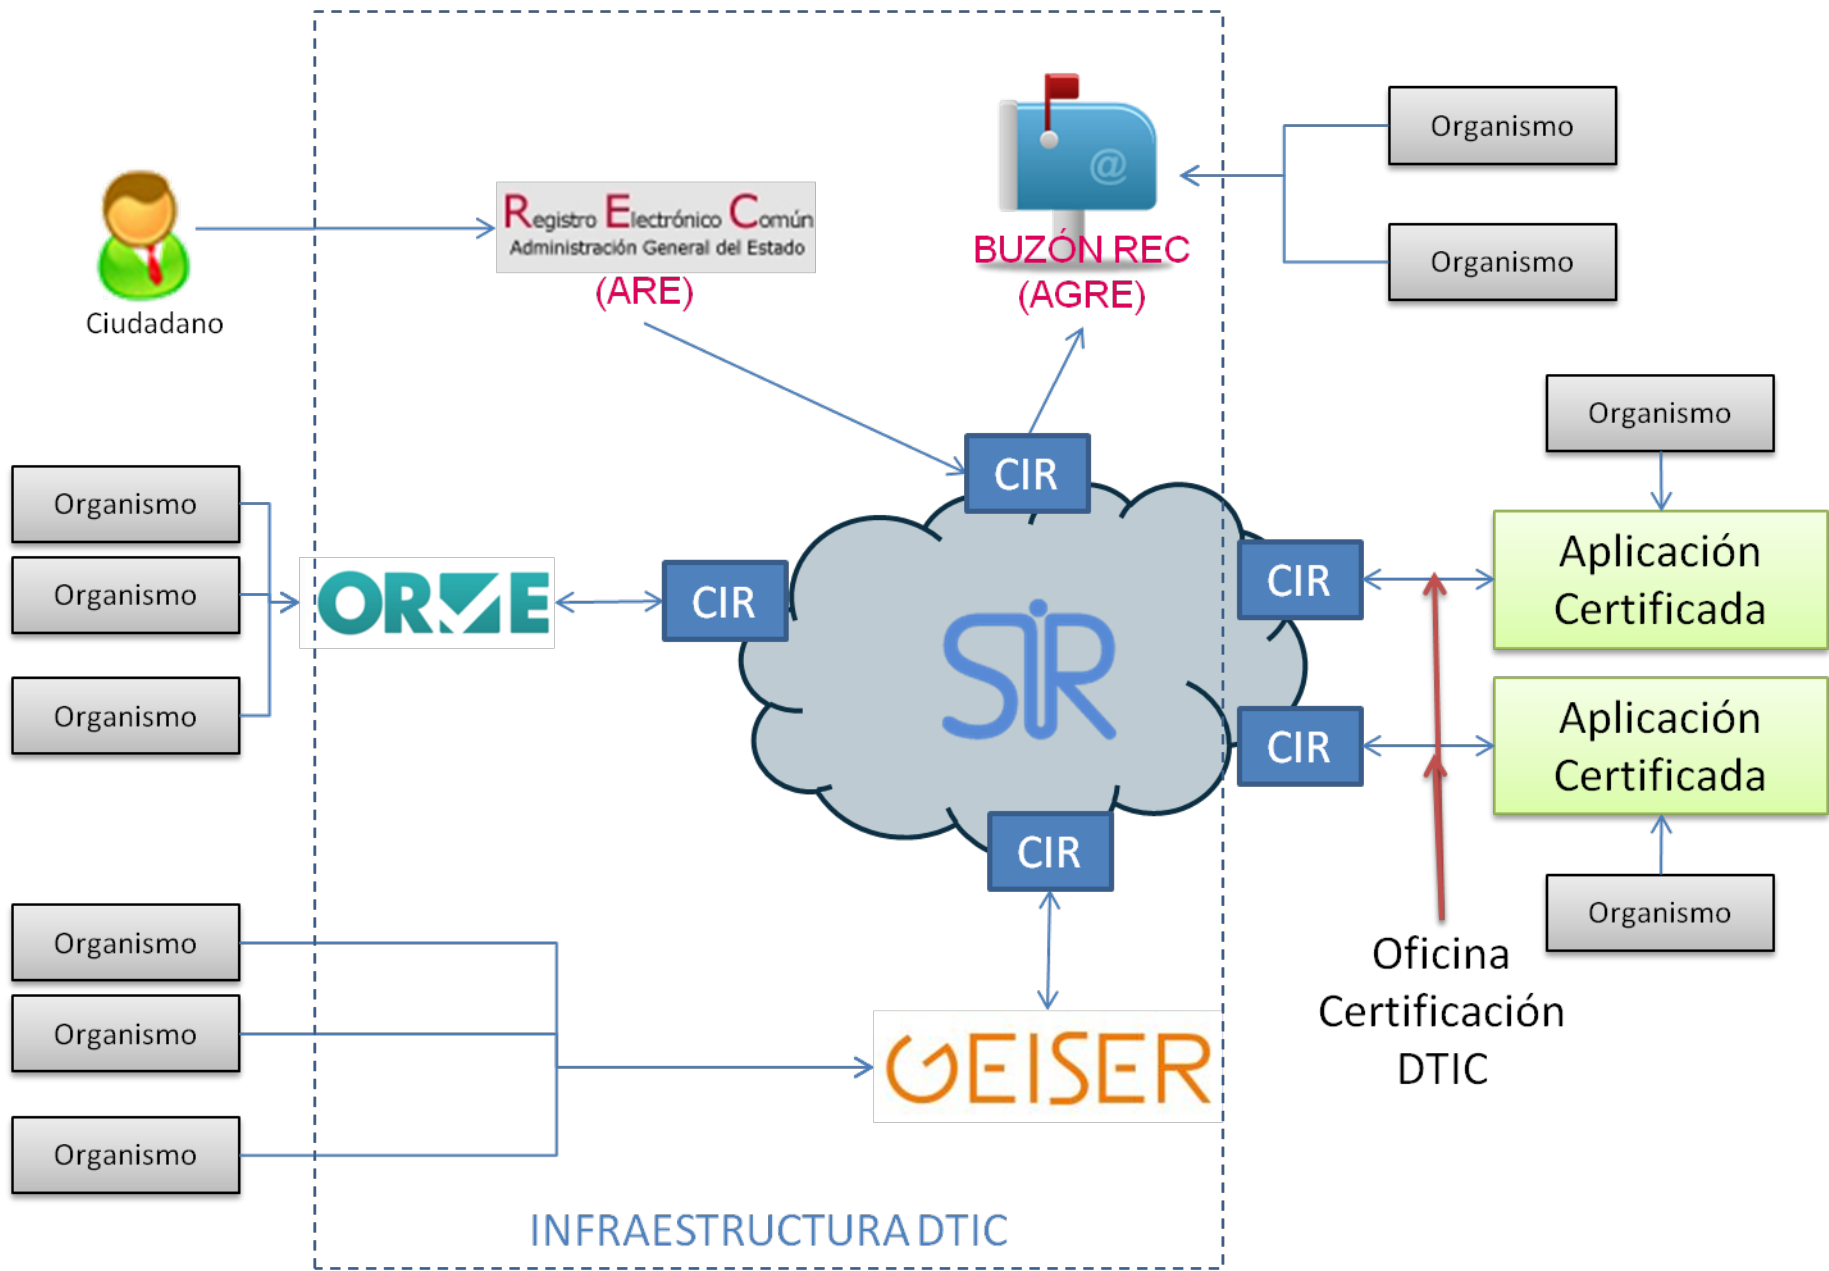 Organismo
Organismo
Registro Electrónico Común
Administración General del Estado
(ARE)
@
BUZÓN REC
(AGRE)
Ciudadano
Organismo
CIR
Organismo
Organismo
Organismo
ORVE
CIR
SIR
CIR
Aplicación
Certificada
CIR
Aplicación
Certificada
CIR
Organismo
Organismo
Organismo
Organismo
GEISER
Oficina
Certificación
DTIC
INFRAESTRUCTURA DTIC